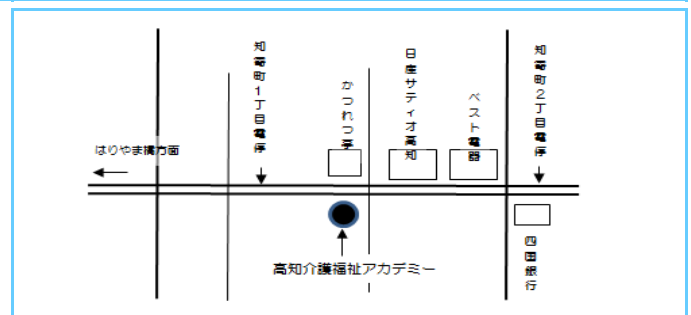 知寄町1丁目電停
かつれつ亭
日産サティオ高知
ベスト電器
知寄町2丁目電停
はりやま橋方面
四国銀行
高知介護福祉アカデミー